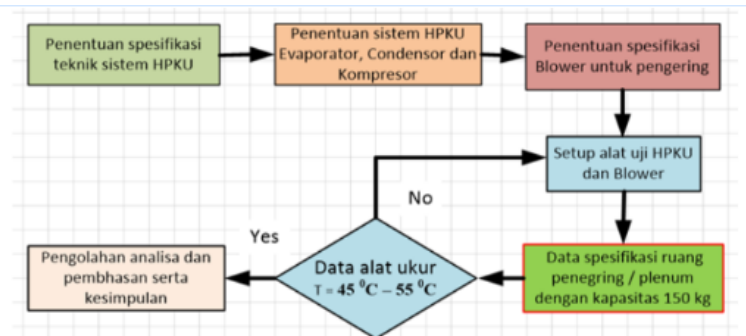 Penentuan spesifikasi
teknik sistem HPKU
Penentuan sistem HPKU
Evaporator, Condensor dan
Kompresor
Penentuan spesifikasi
Blower untuk pengering
Setup alat uji HPKU
dan Blower
Data spesifikasi ruang
penegring / plenum
dengan kapasitas 150 kg
No
Data alat ukur
T = 45 ⁰C – 55 ⁰C
Yes
Pengolahan analisa dan
pembhasan serta
kesimpulan